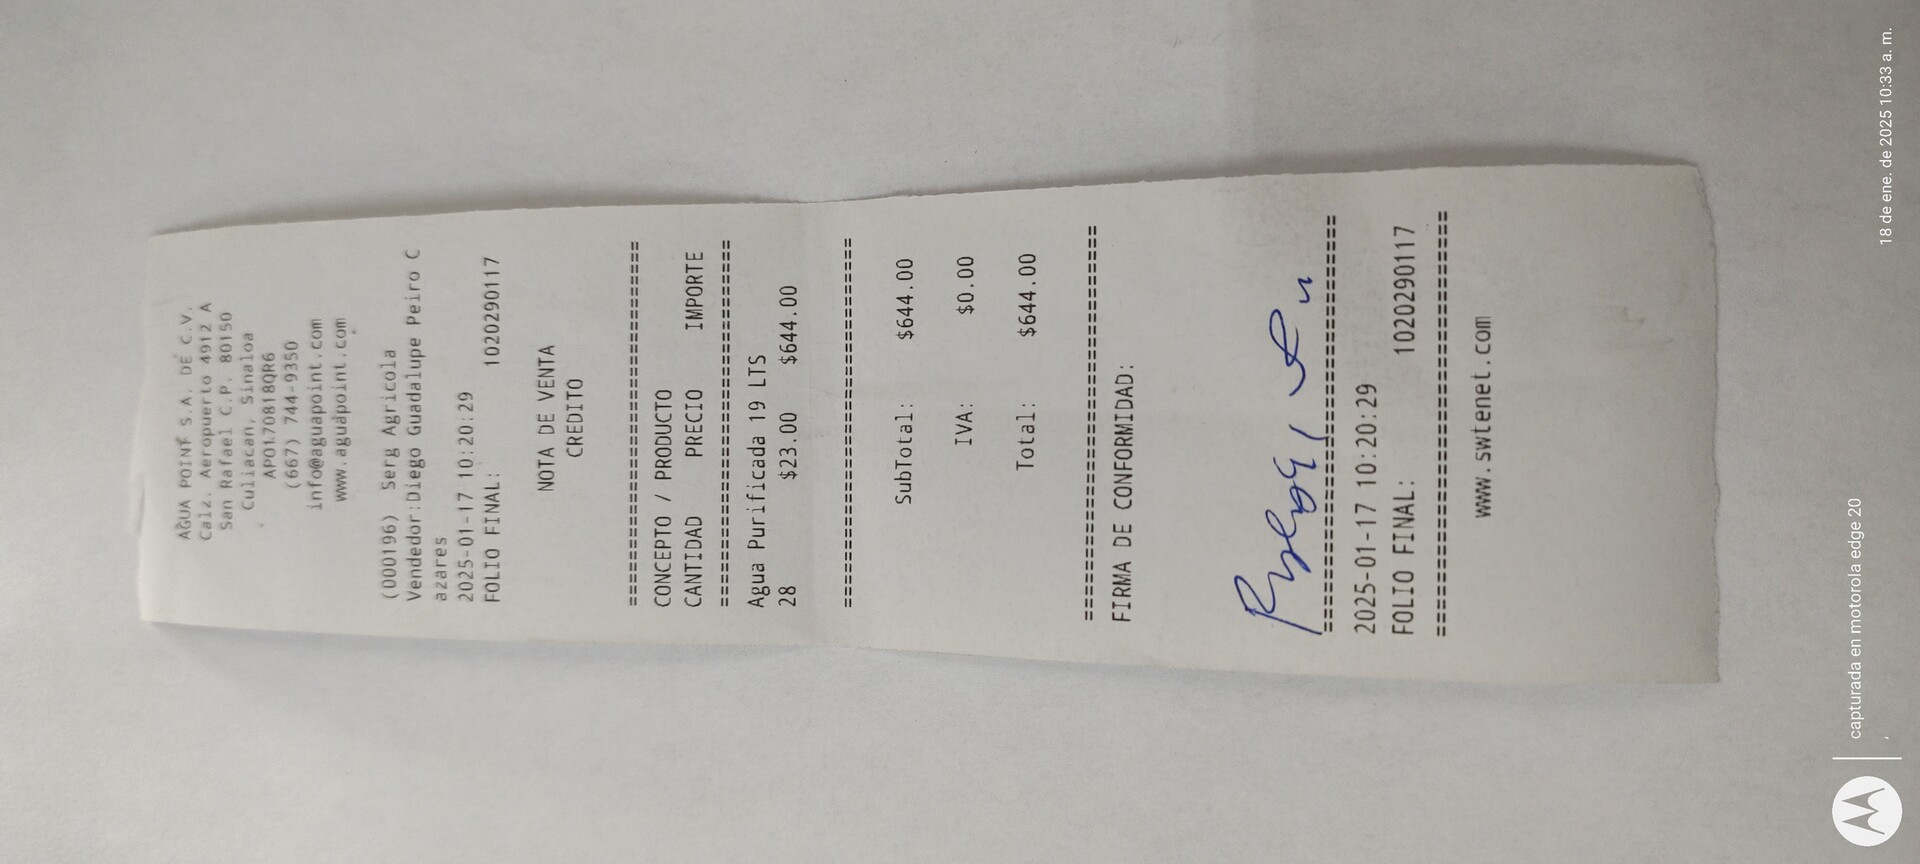 AGUA POINT S.A. DE C.V.
Calz. Aeropuerto 4912 A
San Rafael C.P. 80150
Culiacan, Sinaloa
APO170818QR6
(667) 744-9350
info@aguapoint.com
www.aguapoint.com
(000196) Serg Agricola
Vendedor:Diego Guadalupe Peiro C
azares
2025-01-17 10:20:29
FOLIO FINAL: 1020290117
NOTA DE VENTA
CREDITO
================================
CONCEPTO / PRODUCTO
CANTIDAD PRECIO IMPORTE
================================
Agua Purificada 19 LTS
28 $23.00 $644.00
================================
SubTotal: $644.00
IVA: $0.00
Total: $644.00
================================
FIRMA DE CONFORMIDAD:
================================
2025-01-17 10:20:29
FOLIO FINAL: 1020290117
================================
www.swtenet.com
capturada en motorola edge 20
18 de ene. de 2025 10:33 a. m.